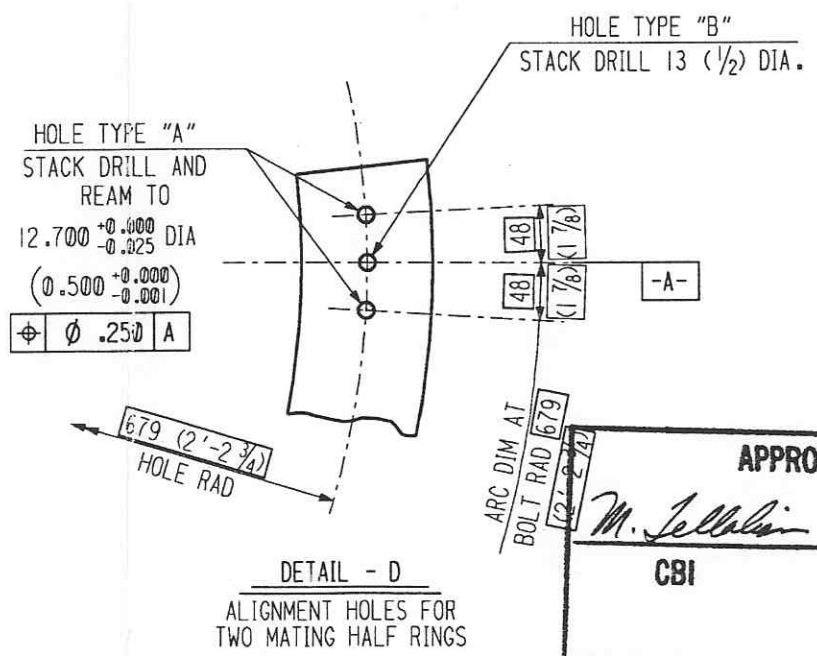 HOLE TYPE "B"
STACK DRILL 13 (1/2) DIA.
HOLE TYPE "A"
STACK DRILL AND
REAM TO
12.700 +0.000 -0.025 DIA
(0.500 +0.000 -0.001)
⌖ Ø .250 A
48 (1 7/8)
48 (1 7/8)
-A-
679 (2'-2 3/4)
HOLE RAD
ARC DIM AT
BOLT RAD 679
(2'-2 3/4)
APPRO
CBI
DETAIL - D
ALIGNMENT HOLES FOR
TWO MATING HALF RINGS